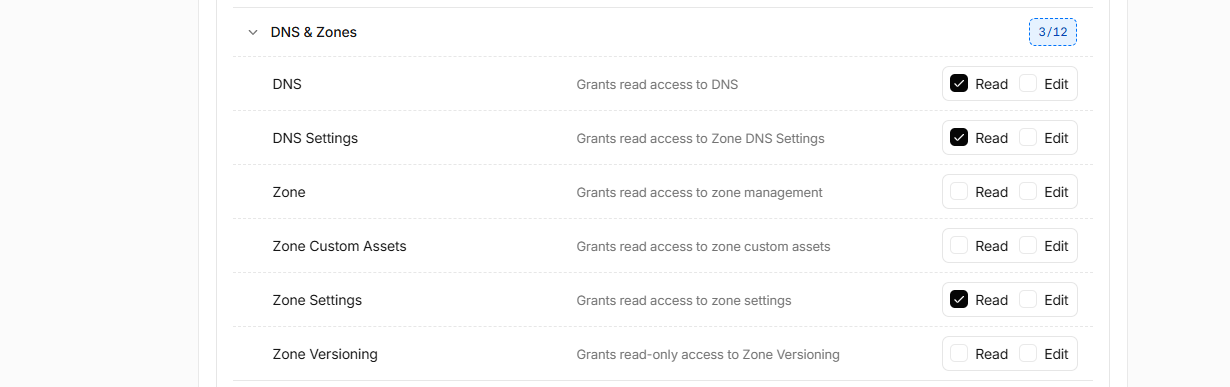 DNS & Zones 3/12
DNS Grants read access to DNS Read Edit
DNS Settings Grants read access to Zone DNS Settings Read Edit
Zone Grants read access to zone management Read Edit
Zone Custom Assets Grants read access to zone custom assets Read Edit
Zone Settings Grants read access to zone settings Read Edit
Zone Versioning Grants read-only access to Zone Versioning Read Edit